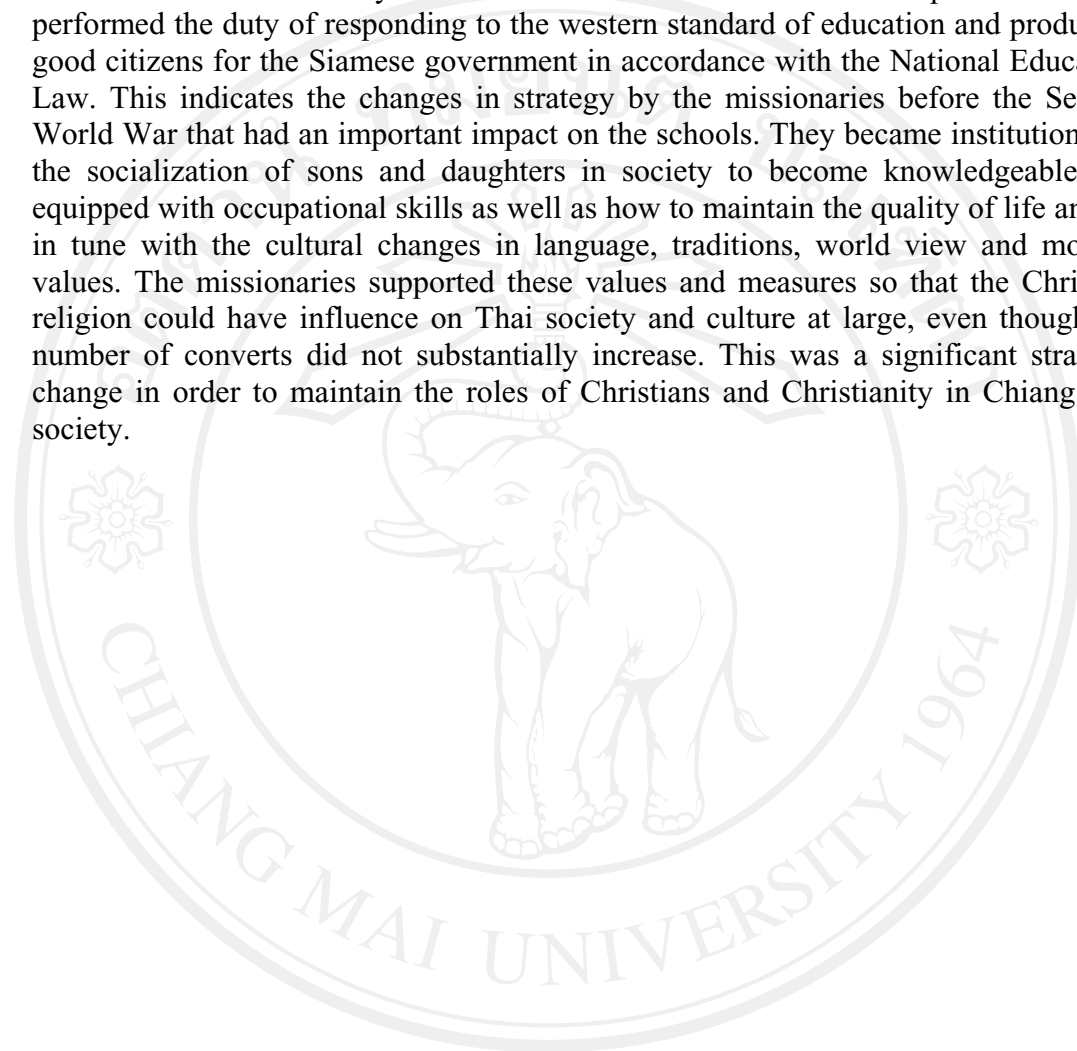 performed the duty of responding to the western standard of education and produ
good citizens for the Siamese government in accordance with the National Educa
Law. This indicates the changes in strategy by the missionaries before the Se
World War that had an important impact on the schools. They became institution
the socialization of sons and daughters in society to become knowledgeable
equipped with occupational skills as well as how to maintain the quality of life an
in tune with the cultural changes in language, traditions, world view and mo
values. The missionaries supported these values and measures so that the Chri
religion could have influence on Thai society and culture at large, even though
number of converts did not substantially increase. This was a significant stra
change in order to maintain the roles of Christians and Christianity in Chiang
society.
CHIANG MAI UNIVERSITY 1964